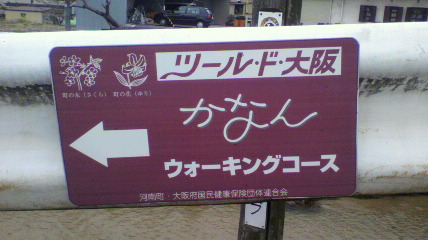 ツール・ド・大阪
町の木（さくら） 町の花（ゆり）
かなん
ウォーキングコース
河南町・大阪府国民健康保険団体連合会